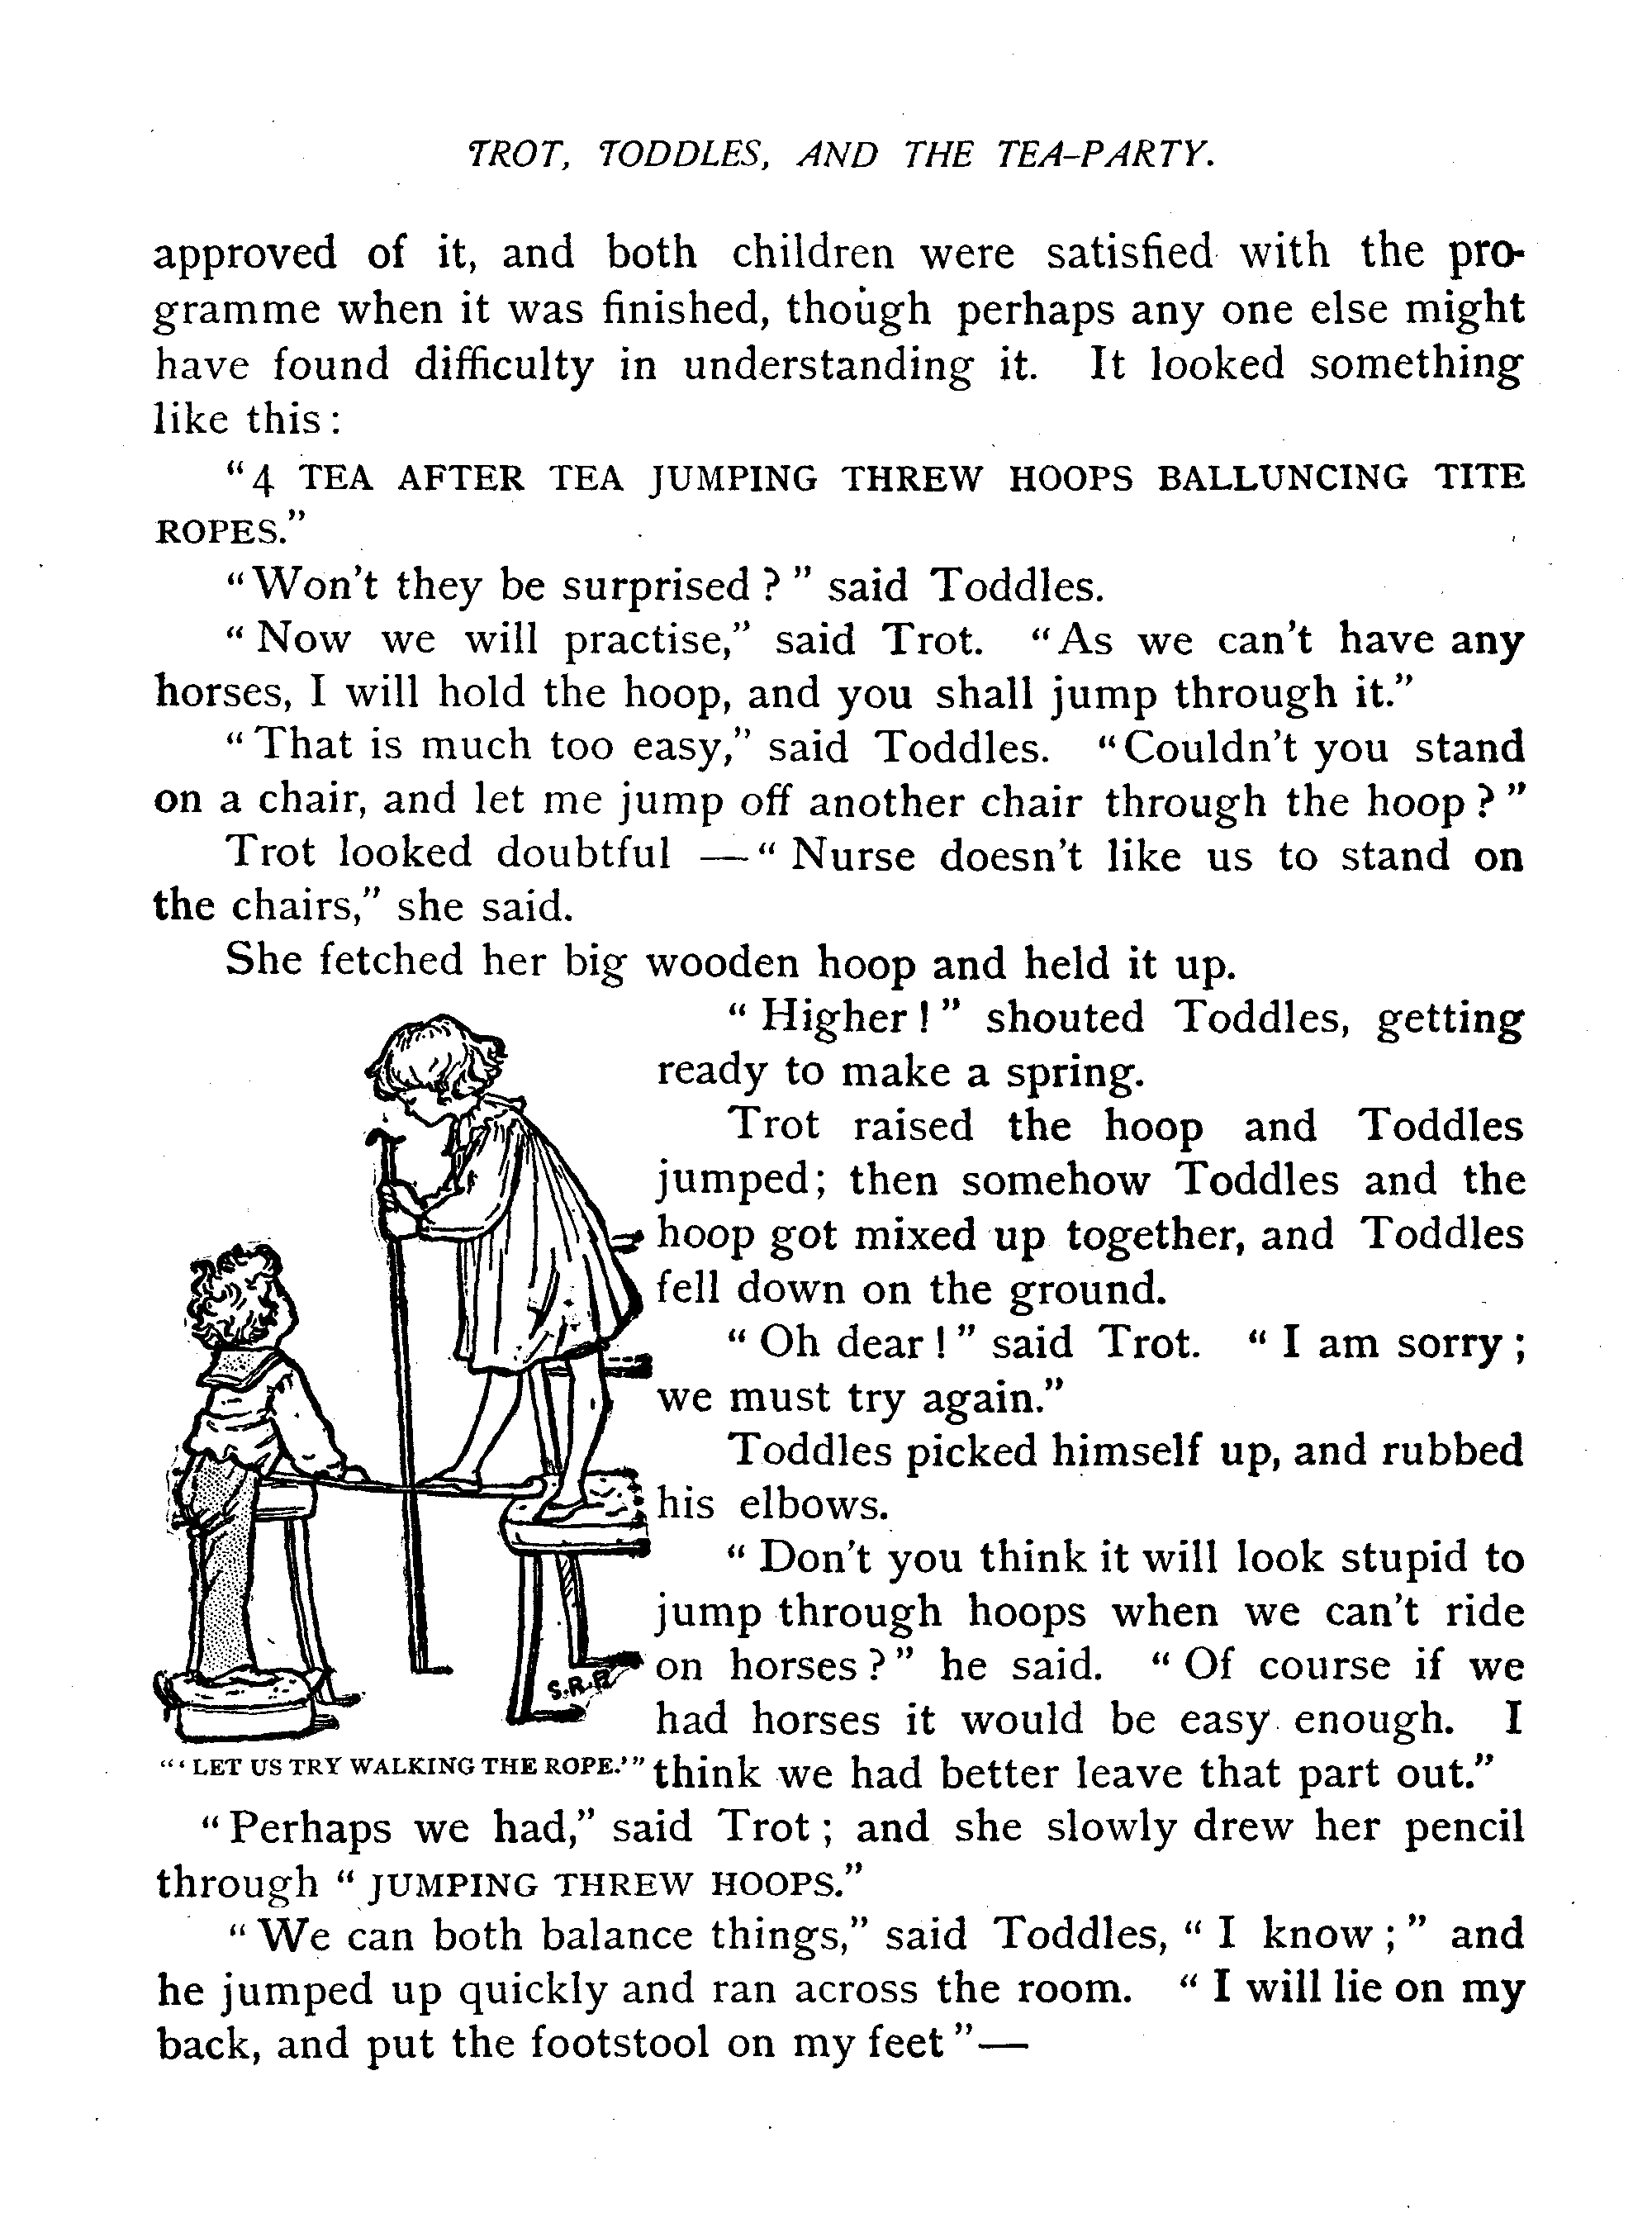 TROT, TODDLES, AND THE TEA-PARTY.
approved of it, and both children were satisfied with the pro-
gramme when it was finished, though perhaps any one else might
have found difficulty in understanding it. It looked something
like this:
"4 TEA AFTER TEA JUMPING THREW HOOPS BALLUNCING TITE
ROPES."
"Won't they be surprised?" said Toddles.
"Now we will practise," said Trot. "As we can't have any
horses, I will hold the hoop, and you shall jump through it."
"That is much too easy," said Toddles. "Couldn't you stand
on a chair, and let me jump off another chair through the hoop?"
Trot looked doubtful —"Nurse doesn't like us to stand on
the chairs," she said.
She fetched her big wooden hoop and held it up.
"Higher!" shouted Toddles, getting
ready to make a spring.
Trot raised the hoop and Toddles
jumped; then somehow Toddles and the
hoop got mixed up together, and Toddles
fell down on the ground.
"Oh dear!" said Trot. "I am sorry;
we must try again."
Toddles picked himself up, and rubbed
his elbows.
"Don't you think it will look stupid to
jump through hoops when we can't ride
on horses?" he said. "Of course if we
had horses it would be easy enough. I
think we had better leave that part out."
S.R.P.
"'LET US TRY WALKING THE ROPE.'"
"Perhaps we had," said Trot; and she slowly drew her pencil
through "JUMPING THREW HOOPS."
"We can both balance things," said Toddles, "I know;" and
he jumped up quickly and ran across the room. "I will lie on my
back, and put the footstool on my feet"—